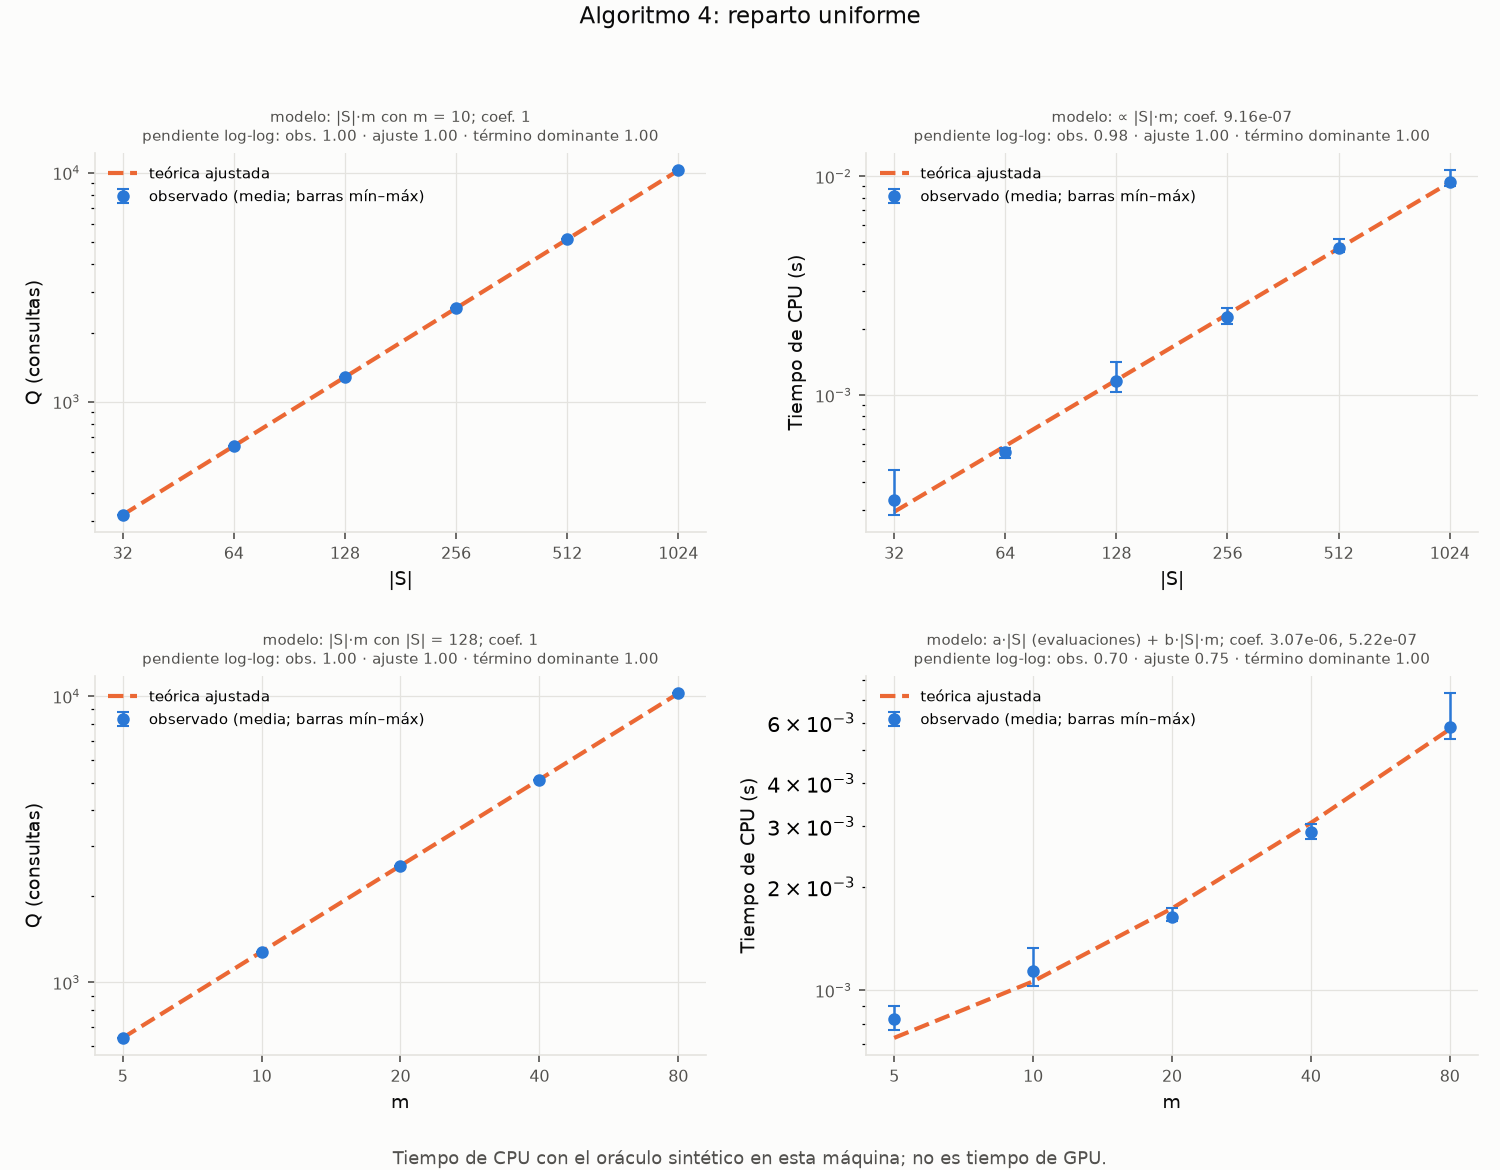 Algoritmo 4: reparto uniforme
modelo: |S|·m con m = 10; coef. 1
pendiente log-log: obs. 1.00 · ajuste 1.00 · término dominante 1.00
teórica ajustada
observado (media; barras mín–máx)
10⁴
10³
Q (consultas)
32 64 128 256 512 1024
|S|
modelo: ∝ |S|·m; coef. 9.16e-07
pendiente log-log: obs. 0.98 · ajuste 1.00 · término dominante 1.00
teórica ajustada
observado (media; barras mín–máx)
10⁻²
10⁻³
Tiempo de CPU (s)
32 64 128 256 512 1024
|S|
modelo: |S|·m con |S| = 128; coef. 1
pendiente log-log: obs. 1.00 · ajuste 1.00 · término dominante 1.00
teórica ajustada
observado (media; barras mín–máx)
10⁴
10³
Q (consultas)
5 10 20 40 80
m
modelo: a·|S| (evaluaciones) + b·|S|·m; coef. 3.07e-06, 5.22e-07
pendiente log-log: obs. 0.70 · ajuste 0.75 · término dominante 1.00
teórica ajustada
observado (media; barras mín–máx)
6 × 10⁻³
4 × 10⁻³
3 × 10⁻³
2 × 10⁻³
10⁻³
Tiempo de CPU (s)
5 10 20 40 80
m
Tiempo de CPU con el oráculo sintético en esta máquina; no es tiempo de GPU.